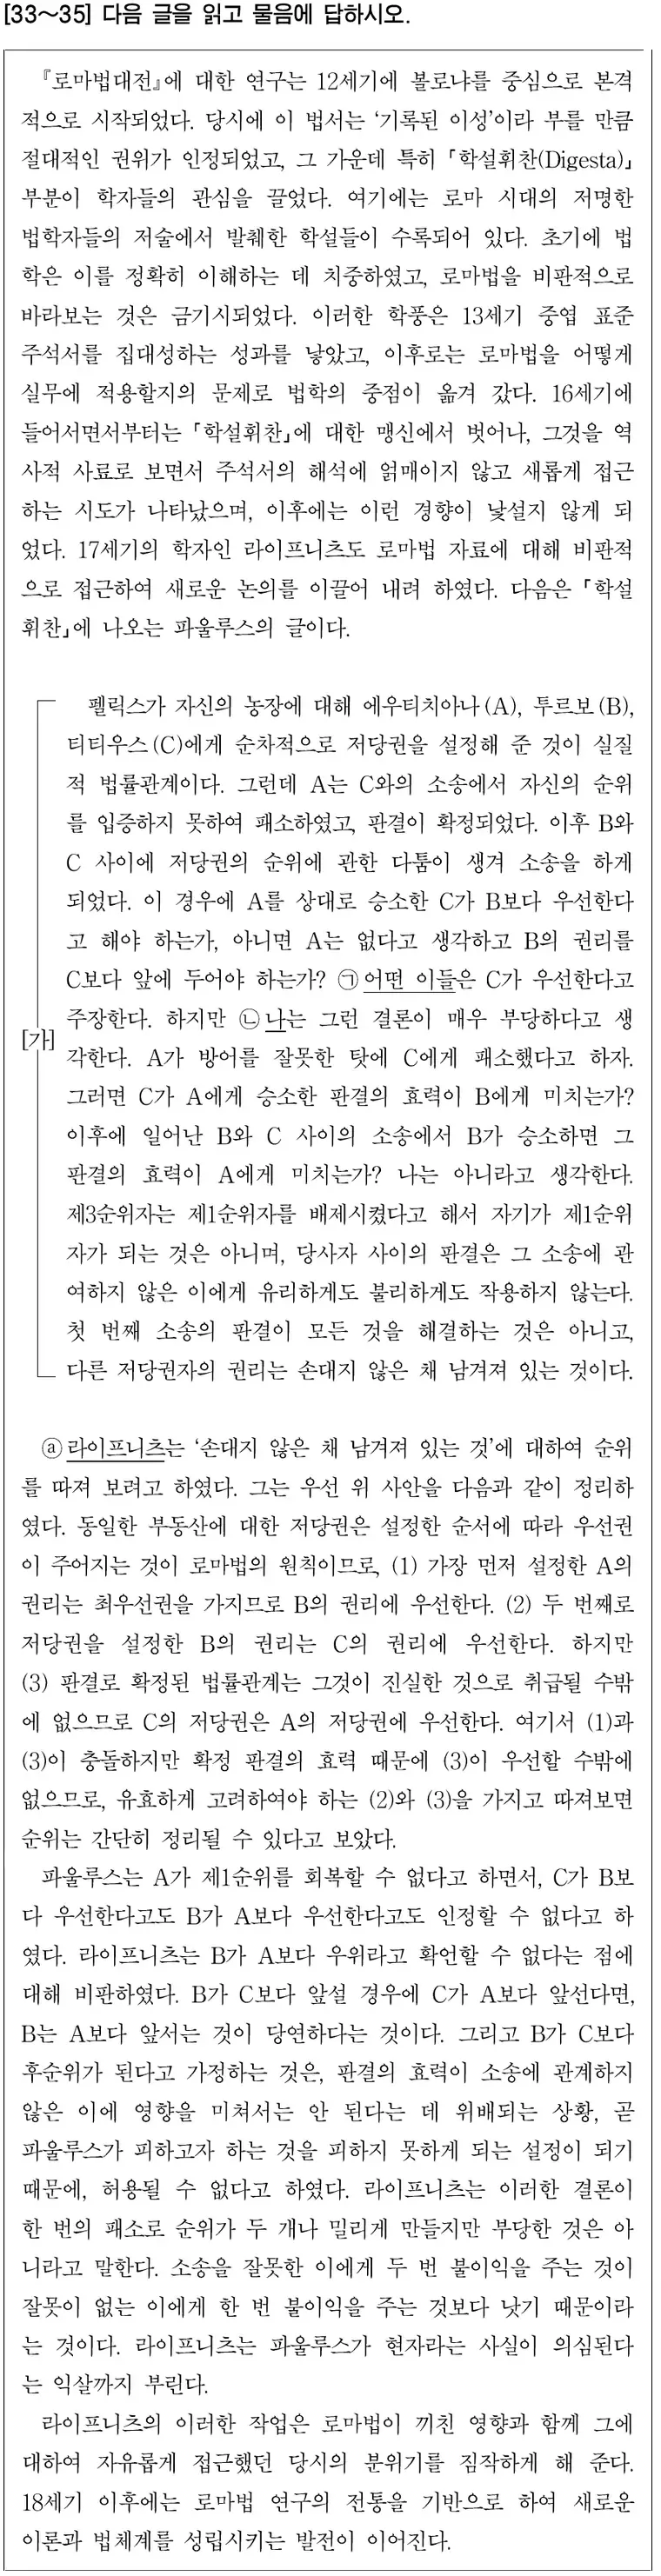 [33~35] 다음 글을 읽고 물음에 답하시오.
『로마법대전』에 대한 연구는 12세기에 볼로냐를 중심으로 본격
적으로 시작되었다. 당시에 이 법서는 ‘기록된 이성’이라 부를 만큼
절대적인 권위가 인정되었고, 그 가운데 특히 「학설휘찬(Digesta)」
부분이 학자들의 관심을 끌었다. 여기에는 로마 시대의 저명한
법학자들의 저술에서 발췌한 학설들이 수록되어 있다. 초기에 법
학은 이를 정확히 이해하는 데 치중하였고, 로마법을 비판적으로
바라보는 것은 금기시되었다. 이러한 학풍은 13세기 중엽 표준
주석서를 집대성하는 성과를 낳았고, 이후로는 로마법을 어떻게
실무에 적용할지의 문제로 법학의 중점이 옮겨 갔다. 16세기에
들어서면서부터는 「학설휘찬」에 대한 맹신에서 벗어나, 그것을 역
사적 사료로 보면서 주석서의 해석에 얽매이지 않고 새롭게 접근
하는 시도가 나타났으며, 이후에는 이런 경향이 낯설지 않게 되
었다. 17세기의 학자인 라이프니츠도 로마법 자료에 대해 비판적
으로 접근하여 새로운 논의를 이끌어 내려 하였다. 다음은 「학설
휘찬」에 나오는 파울루스의 글이다.
펠릭스가 자신의 농장에 대해 에우티치아나(A), 투르보(B),
티티우스(C)에게 순차적으로 저당권을 설정해 준 것이 실질
적 법률관계이다. 그런데 A는 C와의 소송에서 자신의 순위
를 입증하지 못하여 패소하였고, 판결이 확정되었다. 이후 B와
C 사이에 저당권의 순위에 관한 다툼이 생겨 소송을 하게
되었다. 이 경우에 A를 상대로 승소한 C가 B보다 우선한다
고 해야 하는가, 아니면 A는 없다고 생각하고 B의 권리를
C보다 앞에 두어야 하는가? ㉠어떤 이들은 C가 우선한다고
주장한다. 하지만 ㉡나는 그런 결론이 매우 부당하다고 생
[가] 각한다. A가 방어를 잘못한 탓에 C에게 패소했다고 하자.
그러면 C가 A에게 승소한 판결의 효력이 B에게 미치는가?
이후에 일어난 B와 C 사이의 소송에서 B가 승소하면 그
판결의 효력이 A에게 미치는가? 나는 아니라고 생각한다.
제3순위자는 제1순위자를 배제시켰다고 해서 자기가 제1순위
자가 되는 것은 아니며, 당사자 사이의 판결은 그 소송에 관
여하지 않은 이에게 유리하게도 불리하게도 작용하지 않는다.
첫 번째 소송의 판결이 모든 것을 해결하는 것은 아니고,
다른 저당권자의 권리는 손대지 않은 채 남겨져 있는 것이다.
ⓐ라이프니츠는 ‘손대지 않은 채 남겨져 있는 것’에 대하여 순위
를 따져 보려고 하였다. 그는 우선 위 사안을 다음과 같이 정리하
였다. 동일한 부동산에 대한 저당권은 설정한 순서에 따라 우선권
이 주어지는 것이 로마법의 원칙이므로, (1) 가장 먼저 설정한 A의
권리는 최우선권을 가지므로 B의 권리에 우선한다. (2) 두 번째로
저당권을 설정한 B의 권리는 C의 권리에 우선한다. 하지만
(3) 판결로 확정된 법률관계는 그것이 진실한 것으로 취급될 수밖
에 없으므로 C의 저당권은 A의 저당권에 우선한다. 여기서 (1)과
(3)이 충돌하지만 확정 판결의 효력 때문에 (3)이 우선할 수밖에
없으므로, 유효하게 고려하여야 하는 (2)와 (3)을 가지고 따져보면
순위는 간단히 정리될 수 있다고 보았다.
파울루스는 A가 제1순위를 회복할 수 없다고 하면서, C가 B보
다 우선한다고도 B가 A보다 우선한다고도 인정할 수 없다고 하
였다. 라이프니츠는 B가 A보다 우위라고 확언할 수 없다는 점에
대해 비판하였다. B가 C보다 앞설 경우에 C가 A보다 앞선다면,
B는 A보다 앞서는 것이 당연하다는 것이다. 그리고 B가 C보다
후순위가 된다고 가정하는 것은, 판결의 효력이 소송에 관계하지
않은 이에 영향을 미쳐서는 안 된다는 데 위배되는 상황, 곧
파울루스가 피하고자 하는 것을 피하지 못하게 되는 설정이 되기
때문에, 허용될 수 없다고 하였다. 라이프니츠는 이러한 결론이
한 번의 패소로 순위가 두 개나 밀리게 만들지만 부당한 것은 아
니라고 말한다. 소송을 잘못한 이에게 두 번 불이익을 주는 것이
잘못이 없는 이에게 한 번 불이익을 주는 것보다 낫기 때문이라
는 것이다. 라이프니츠는 파울루스가 현자라는 사실이 의심된다
는 익살까지 부린다.
라이프니츠의 이러한 작업은 로마법이 끼친 영향과 함께 그에
대하여 자유롭게 접근했던 당시의 분위기를 짐작하게 해 준다.
18세기 이후에는 로마법 연구의 전통을 기반으로 하여 새로운
이론과 법체계를 성립시키는 발전이 이어진다.